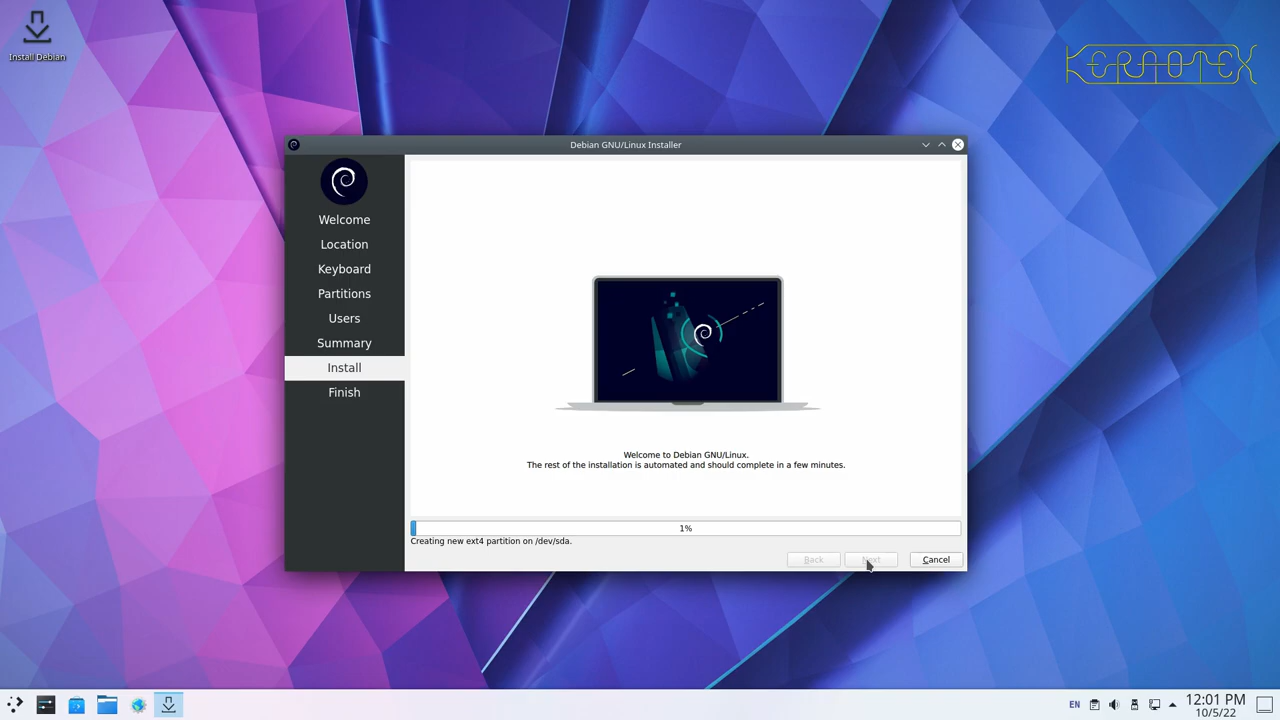 Install Debian
KERAOTEX
Debian GNU/Linux Installer
Welcome
Location
Keyboard
Partitions
Users
Summary
Install
Finish
Welcome to Debian GNU/Linux.
The rest of the installation is automated and should complete in a few minutes.
1%
Creating new ext4 partition on /dev/sda.
Back
Next
Cancel
EN
12:01 PM
10/5/22